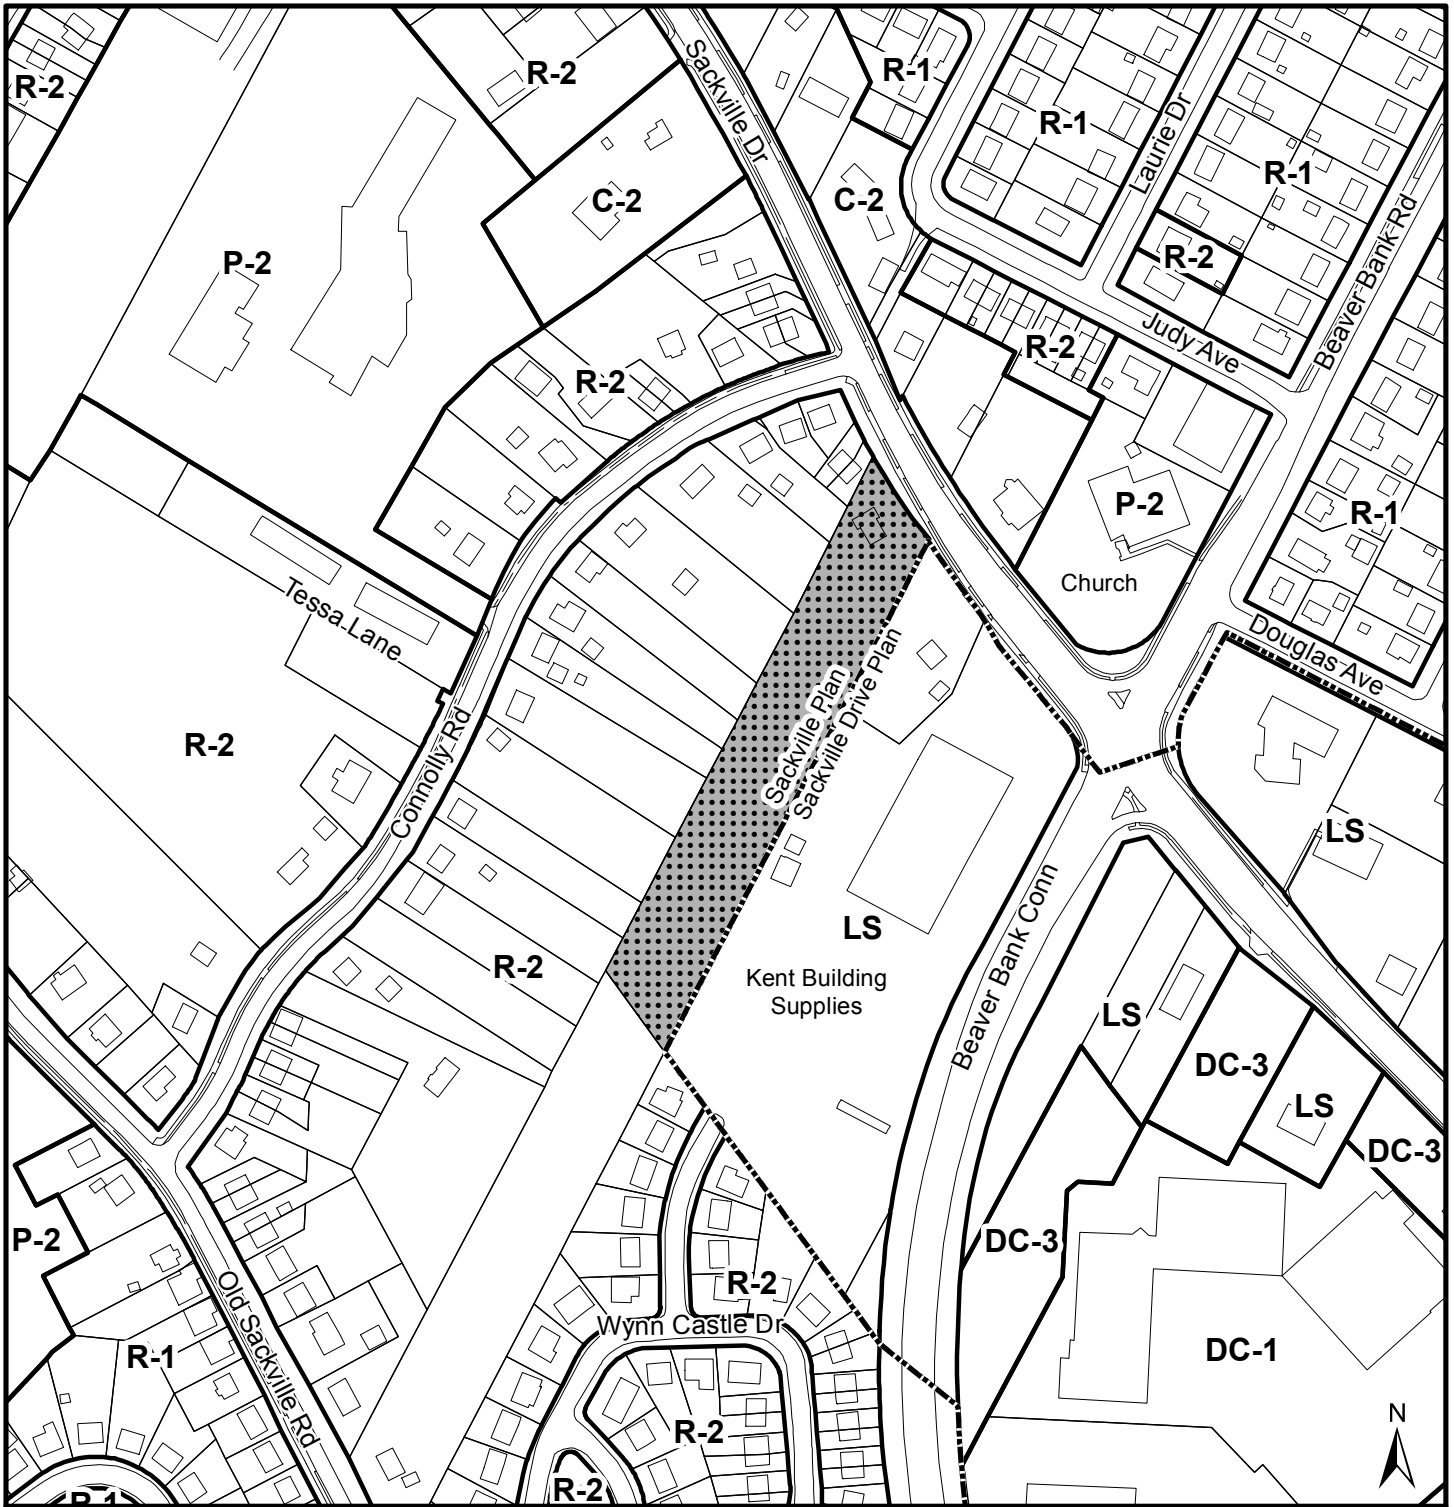 R-2
R-2
Sackville Dr
R-1
R-1
Laurie Dr
R-1
C-2
C-2
P-2
R-2
Beaver Bank Rd
Judy Ave
R-2
R-2
P-2
R-1
Church
Tessa Lane
Douglas Ave
Sackville Plan
Sackville Drive Plan
R-2
Connolly Rd
LS
LS
R-2
Kent Building
Supplies
Beaver Bank Conn
LS
DC-3
LS
DC-3
P-2
DC-3
R-2
Old Sackville Rd
Wynn Castle Dr
R-1
DC-1
R-2
N
R-2
R-1